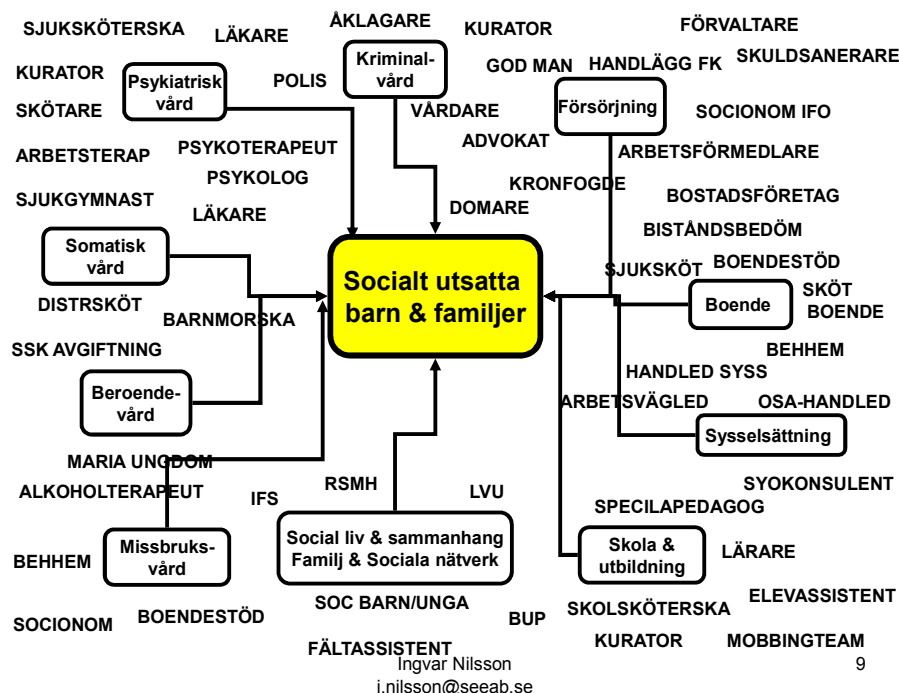 SJUKSKÖTERSKA
LÄKARE
ÅKLAGARE
KURATOR
FÖRVALTARE
KURATOR
Psykiatrisk
vård
POLIS
Kriminal-
vård
GOD MAN
HANDLÄGG FK
SKULDSANERARE
SKÖTARE
VÅRDARE
Försörjning
SOCIONOM IFO
ARBETSTERAP
PSYKOTERAPEUT
ADVOKAT
ARBETSFÖRMEDLARE
PSYKOLOG
KRONFOGDE
SJUKGYMNAST
LÄKARE
DOMARE
BOSTADSFÖRETAG
BISTÅNDSBEDÖM
Somatisk
vård
Socialt utsatta
barn & familjer
SJUKSKÖT
BOENDESTÖD
DISTRSKÖT
BARNMORSKA
Boende
SKÖT
BOENDE
SSK AVGIFTNING
BEHHEM
Beroende-
vård
HANDLED SYSS
ARBETSVÄGLED
OSA-HANDLED
Sysselsättning
MARIA UNGDOM
ALKOHOLTERAPEUT
IFS
RSMH
LVU
SYOKONSULENT
SPECILAPEDAGOG
BEHHEM
Missbruks-
vård
Social liv & sammanhang
Familj & Sociala nätverk
Skola &
utbildning
LÄRARE
SOCIONOM
BOENDESTÖD
SOC BARN/UNGA
BUP
SKOLSKÖTERSKA
ELEVASSISTENT
FÄLTASSISTENT
KURATOR
MOBBINGTEAM
Ingvar Nilsson
i.nilsson@seeab.se
9